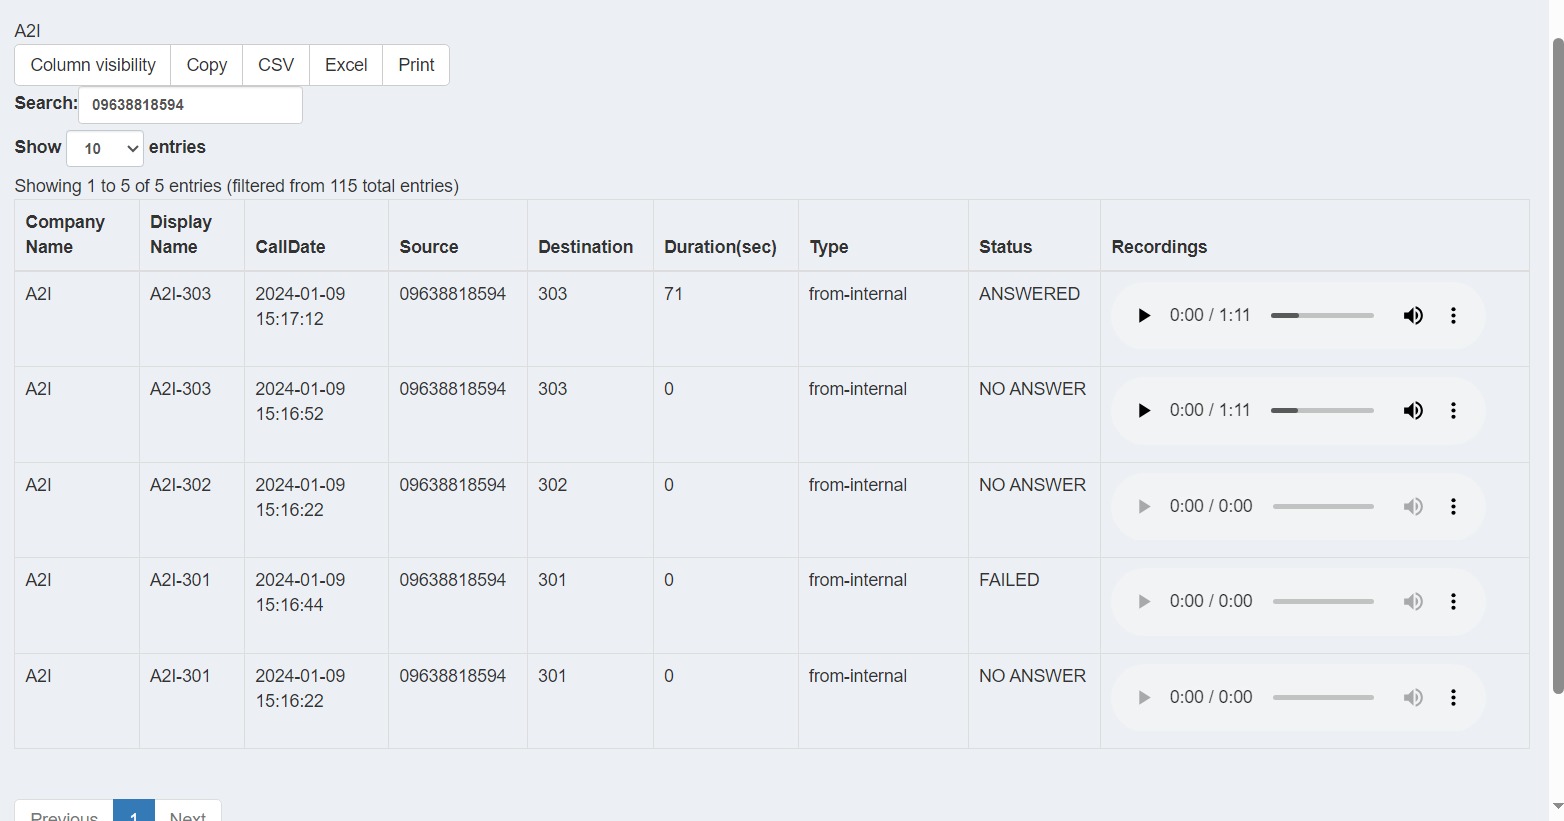 A2I
Column visibility Copy CSV Excel Print
Search: 09638818594
Show 10 entries
Showing 1 to 5 of 5 entries (filtered from 115 total entries)
Company Name Display Name CallDate Source Destination Duration(sec) Type Status Recordings
A2I A2I-303 2024-01-09 15:17:12 09638818594 303 71 from-internal ANSWERED 0:00 / 1:11
A2I A2I-303 2024-01-09 15:16:52 09638818594 303 0 from-internal NO ANSWER 0:00 / 1:11
A2I A2I-302 2024-01-09 15:16:22 09638818594 302 0 from-internal NO ANSWER 0:00 / 0:00
A2I A2I-301 2024-01-09 15:16:44 09638818594 301 0 from-internal FAILED 0:00 / 0:00
A2I A2I-301 2024-01-09 15:16:22 09638818594 301 0 from-internal NO ANSWER 0:00 / 0:00
Previous 1 Next